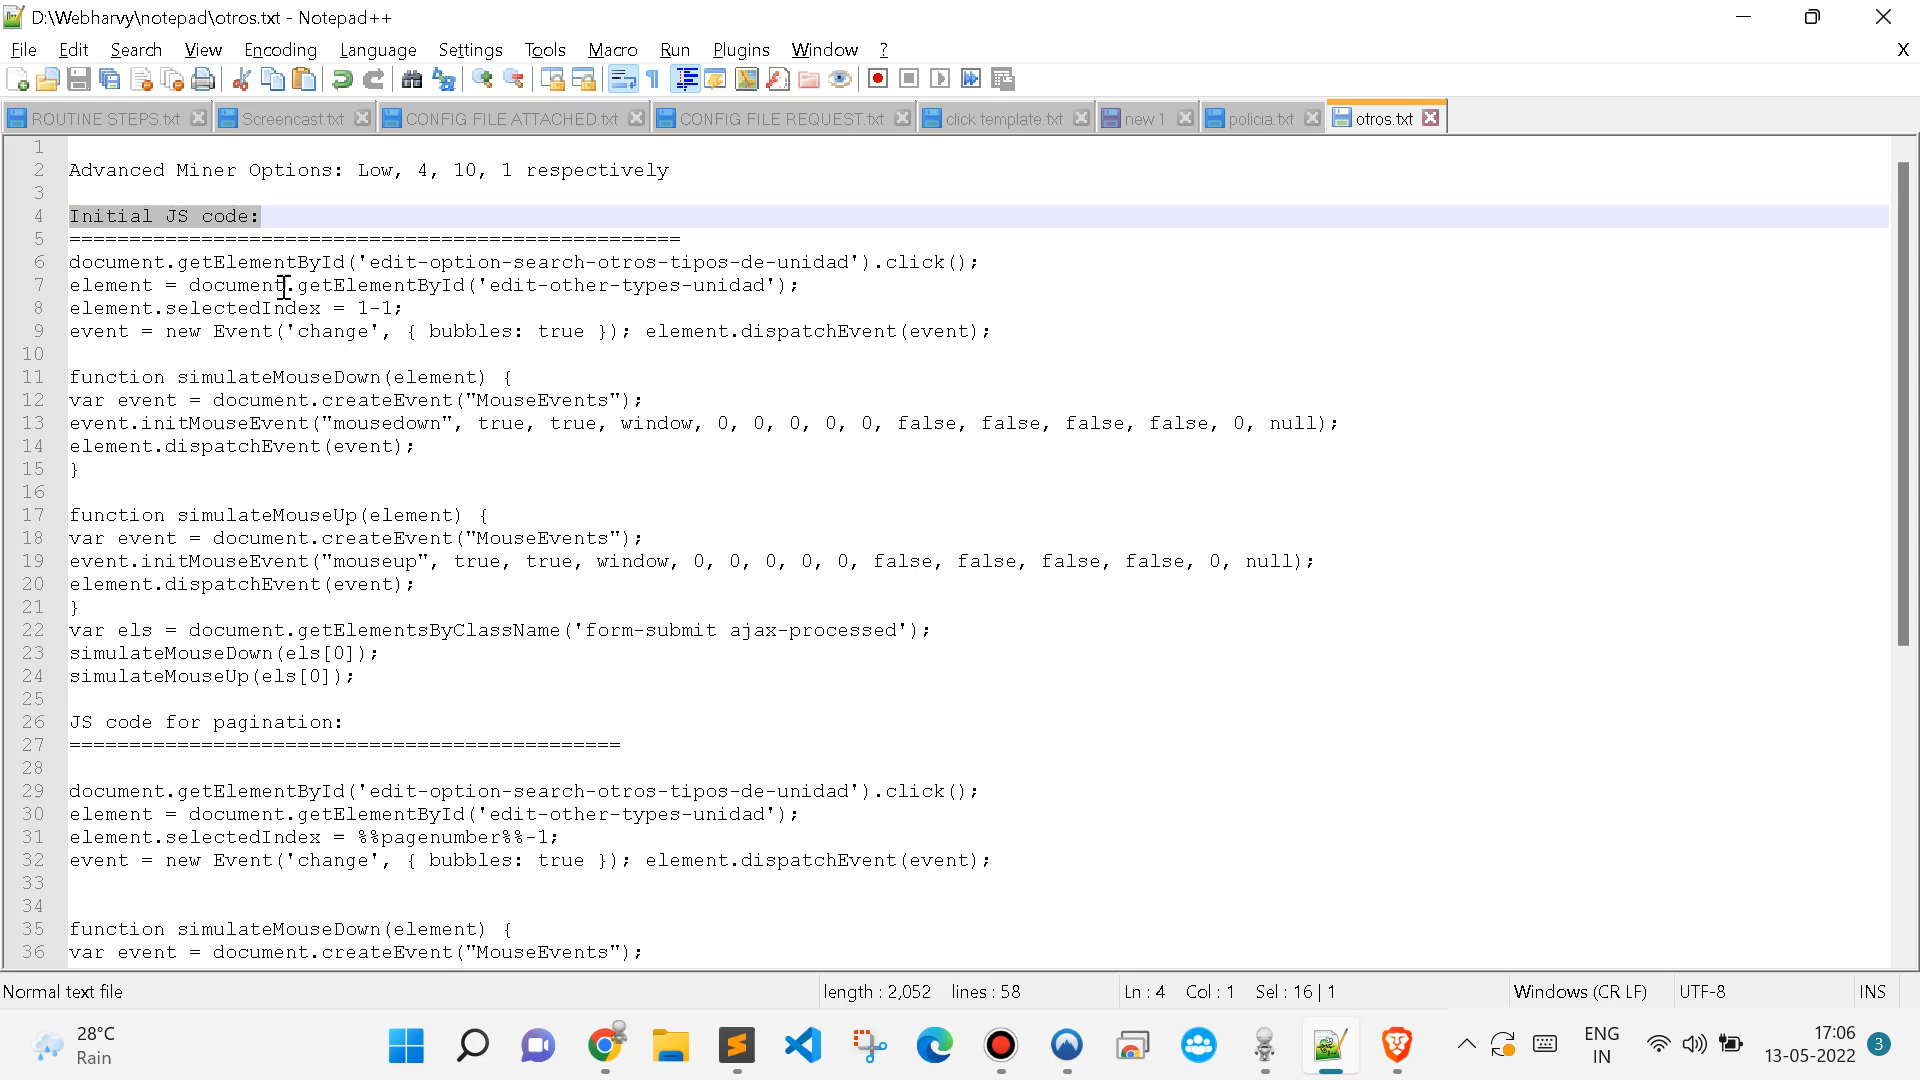 D:\Webharvy\notepad\otros.txt - Notepad++
File Edit Search View Encoding Language Settings Tools Macro Run Plugins Window ? X
ROUTINE STEPS.txt Screencast.txt CONFIG FILE ATTACHED.txt CONFIG FILE REQUEST.txt click template.txt new 1 policia.txt otros.txt
1
2 Advanced Miner Options: Low, 4, 10, 1 respectively
3
4 Initial JS code:
5 ===================================================
6 document.getElementById('edit-option-search-otros-tipos-de-unidad').click();
7 element = document.getElementById('edit-other-types-unidad');
8 element.selectedIndex = 1-1;
9 event = new Event('change', { bubbles: true }); element.dispatchEvent(event);
10
11 function simulateMouseDown(element) {
12 var event = document.createEvent("MouseEvents");
13 event.initMouseEvent("mousedown", true, true, window, 0, 0, 0, 0, 0, false, false, false, false, 0, null);
14 element.dispatchEvent(event);
15 }
16
17 function simulateMouseUp(element) {
18 var event = document.createEvent("MouseEvents");
19 event.initMouseEvent("mouseup", true, true, window, 0, 0, 0, 0, 0, false, false, false, false, 0, null);
20 element.dispatchEvent(event);
21 }
22 var els = document.getElementsByClassName('form-submit ajax-processed');
23 simulateMouseDown(els[0]);
24 simulateMouseUp(els[0]);
25
26 JS code for pagination:
27 ==============================================
28
29 document.getElementById('edit-option-search-otros-tipos-de-unidad').click();
30 element = document.getElementById('edit-other-types-unidad');
31 element.selectedIndex = %%pagenumber%%-1;
32 event = new Event('change', { bubbles: true }); element.dispatchEvent(event);
33
34
35 function simulateMouseDown(element) {
36 var event = document.createEvent("MouseEvents");
Normal text file length : 2,052 lines : 58 Ln : 4 Col : 1 Sel : 16 | 1 Windows (CR LF) UTF-8 INS
28°C
Rain
ENG
IN
17:06
13-05-2022
3